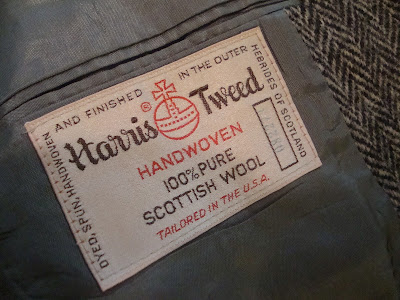 DYED, SPUN, HANDWOVEN AND FINISHED IN THE OUTER HEBRIDES OF SCOTLAND
©
Harris Tweed
HANDWOVEN
100% PURE
SCOTTISH WOOL
TAILORED IN THE U.S.A.